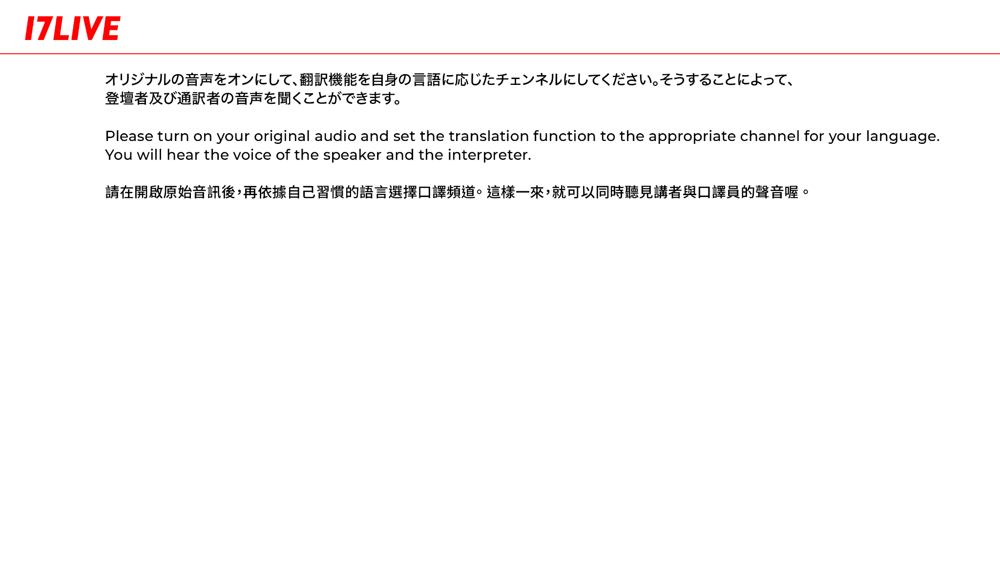 17LIVE
オリジナルの音声をオンにして、翻訳機能を自身の言語に応じたチェンネルにしてください。そうすることによって、
登壇者及び通訳者の音声を聞くことができます。
Please turn on your original audio and set the translation function to the appropriate channel for your language.
You will hear the voice of the speaker and the interpreter.
請在開啟原始音訊後，再依據自己習慣的語言選擇口譯頻道。這樣一來，就可以同時聽見講者與口譯員的聲音喔。